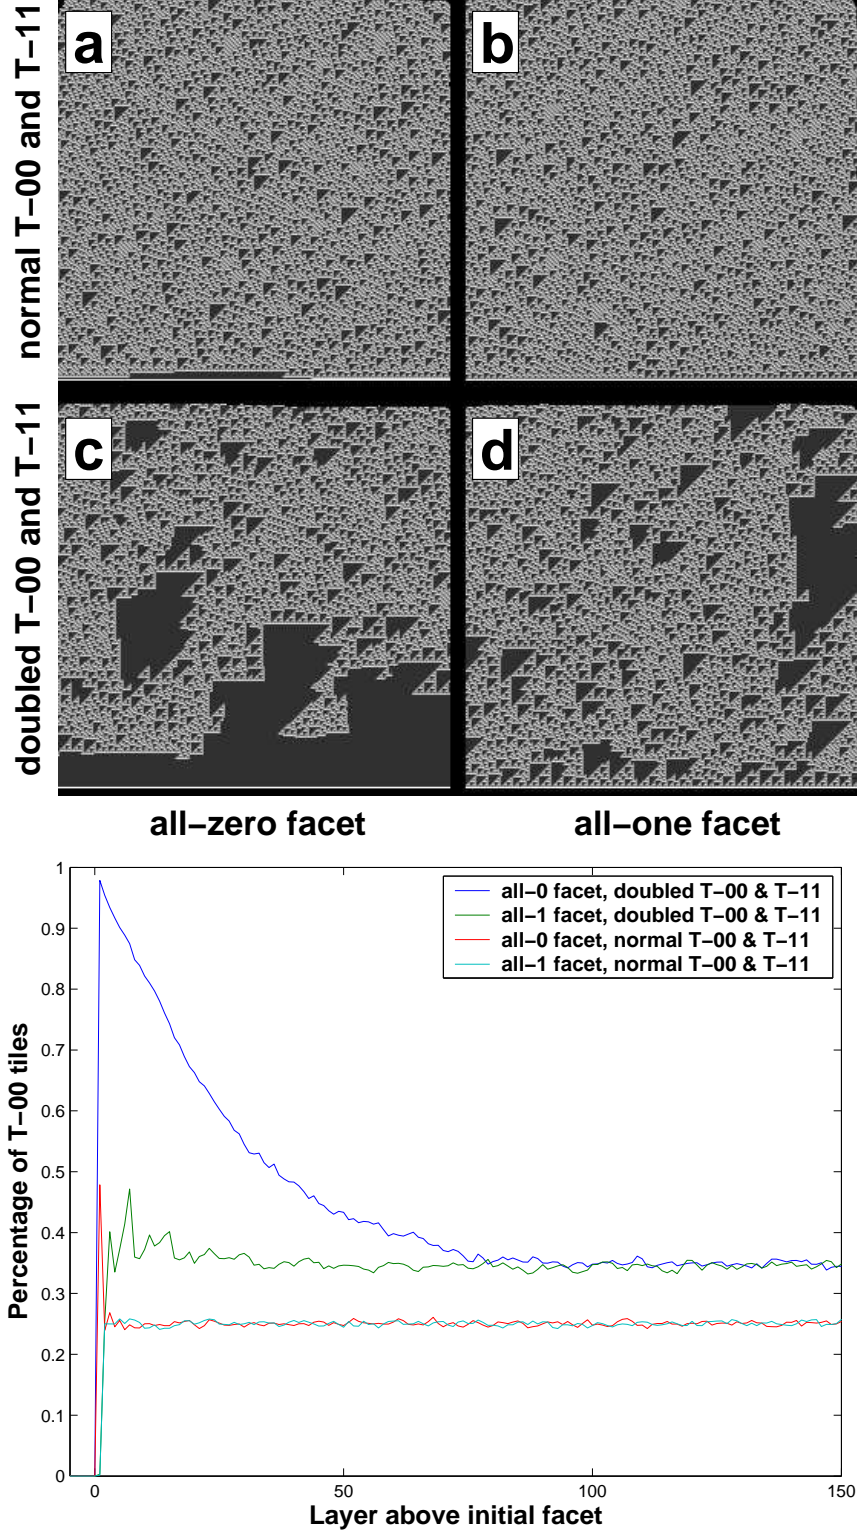 normal T−00 and T−11
a
b
doubled T−00 and T−11
c
d
all−zero facet
all−one facet
Percentage of T−00 tiles
1
0.9
0.8
0.7
0.6
0.5
0.4
0.3
0.2
0.1
0
all−0 facet, doubled T−00 & T−11
all−1 facet, doubled T−00 & T−11
all−0 facet, normal T−00 & T−11
all−1 facet, normal T−00 & T−11
0
50
100
150
Layer above initial facet